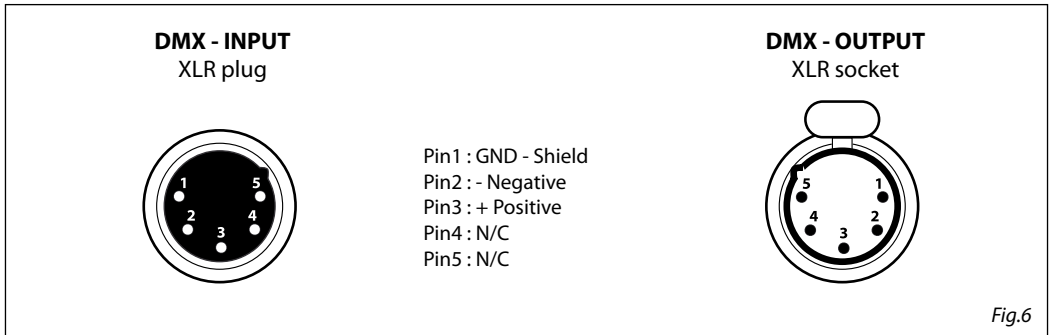 DMX - INPUT
XLR plug
1
5
2
4
3
Pin1 : GND - Shield
Pin2 : - Negative
Pin3 : + Positive
Pin4 : N/C
Pin5 : N/C
DMX - OUTPUT
XLR socket
5
1
4
2
3
Fig.6